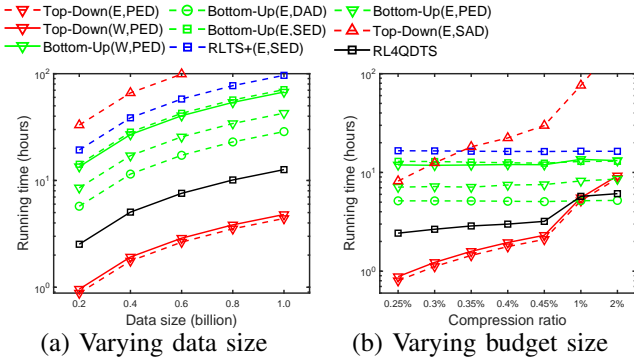 Top-Down(E,PED) Bottom-Up(E,DAD) Bottom-Up(E,PED)
Top-Down(W,PED) Bottom-Up(E,SED) Top-Down(E,SAD)
Bottom-Up(W,PED) RLTS+(E,SED) RL4QDTS
Running time (hours)
10²
10¹
10⁰
0.2 0.4 0.6 0.8 1.0
Data size (billion)
(a) Varying data size
Running time (hours)
10²
10¹
10⁰
0.25% 0.3% 0.35% 0.4% 0.45% 1% 2%
Compression ratio
(b) Varying budget size